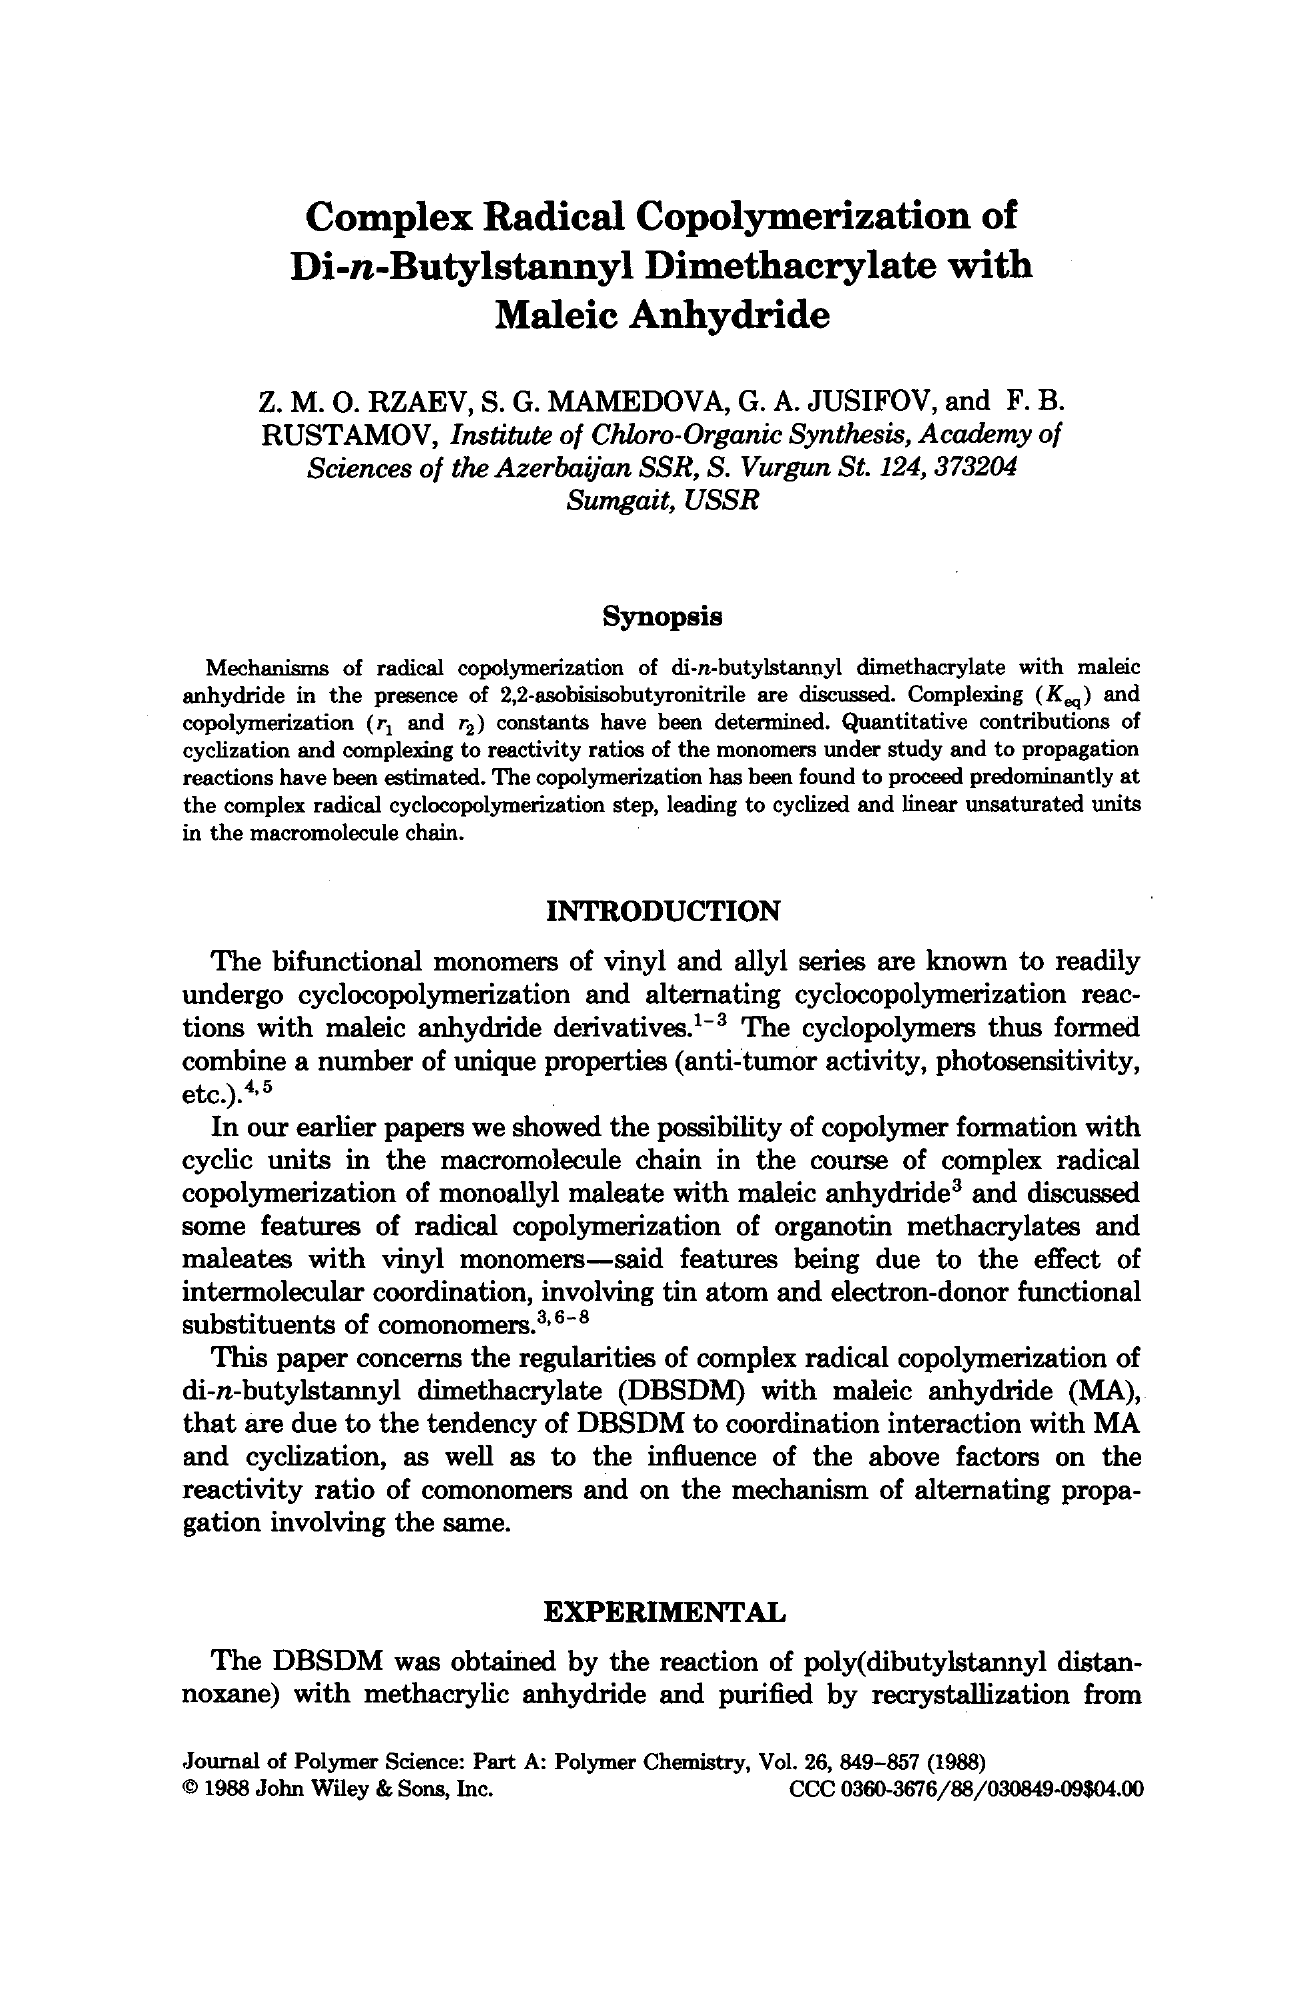 Complex Radical Copolymerization of
Di-n-Butylstannyl Dimethacrylate with
Maleic Anhydride
Z. M. O. RZAEV, S. G. MAMEDOVA, G. A. JUSIFOV, and F. B.
RUSTAMOV, Institute of Chloro-Organic Synthesis, Academy of
Sciences of the Azerbaijan SSR, S. Vurgun St. 124, 373204
Sumgait, USSR
Synopsis
Mechanisms of radical copolymerization of di-n-butylstannyl dimethacrylate with maleic
anhydride in the presence of 2,2-asobisisobutyronitrile are discussed. Complexing (Keq) and
copolymerization (r1 and r2) constants have been determined. Quantitative contributions of
cyclization and complexing to reactivity ratios of the monomers under study and to propagation
reactions have been estimated. The copolymerization has been found to proceed predominantly at
the complex radical cyclocopolymerization step, leading to cyclized and linear unsaturated units
in the macromolecule chain.
INTRODUCTION
The bifunctional monomers of vinyl and allyl series are known to readily
undergo cyclocopolymerization and alternating cyclocopolymerization reac-
tions with maleic anhydride derivatives.1-3 The cyclopolymers thus formed
combine a number of unique properties (anti-tumor activity, photosensitivity,
etc.).4,5
In our earlier papers we showed the possibility of copolymer formation with
cyclic units in the macromolecule chain in the course of complex radical
copolymerization of monoallyl maleate with maleic anhydride3 and discussed
some features of radical copolymerization of organotin methacrylates and
maleates with vinyl monomers—said features being due to the effect of
intermolecular coordination, involving tin atom and electron-donor functional
substituents of comonomers.3,6-8
This paper concerns the regularities of complex radical copolymerization of
di-n-butylstannyl dimethacrylate (DBSDM) with maleic anhydride (MA),
that are due to the tendency of DBSDM to coordination interaction with MA
and cyclization, as well as to the influence of the above factors on the
reactivity ratio of comonomers and on the mechanism of alternating propa-
gation involving the same.
EXPERIMENTAL
The DBSDM was obtained by the reaction of poly(dibutylstannyl distan-
noxane) with methacrylic anhydride and purified by recrystallization from
Journal of Polymer Science: Part A: Polymer Chemistry, Vol. 26, 849–857 (1988)
© 1988 John Wiley & Sons, Inc. CCC 0360-3676/88/030849-09$04.00